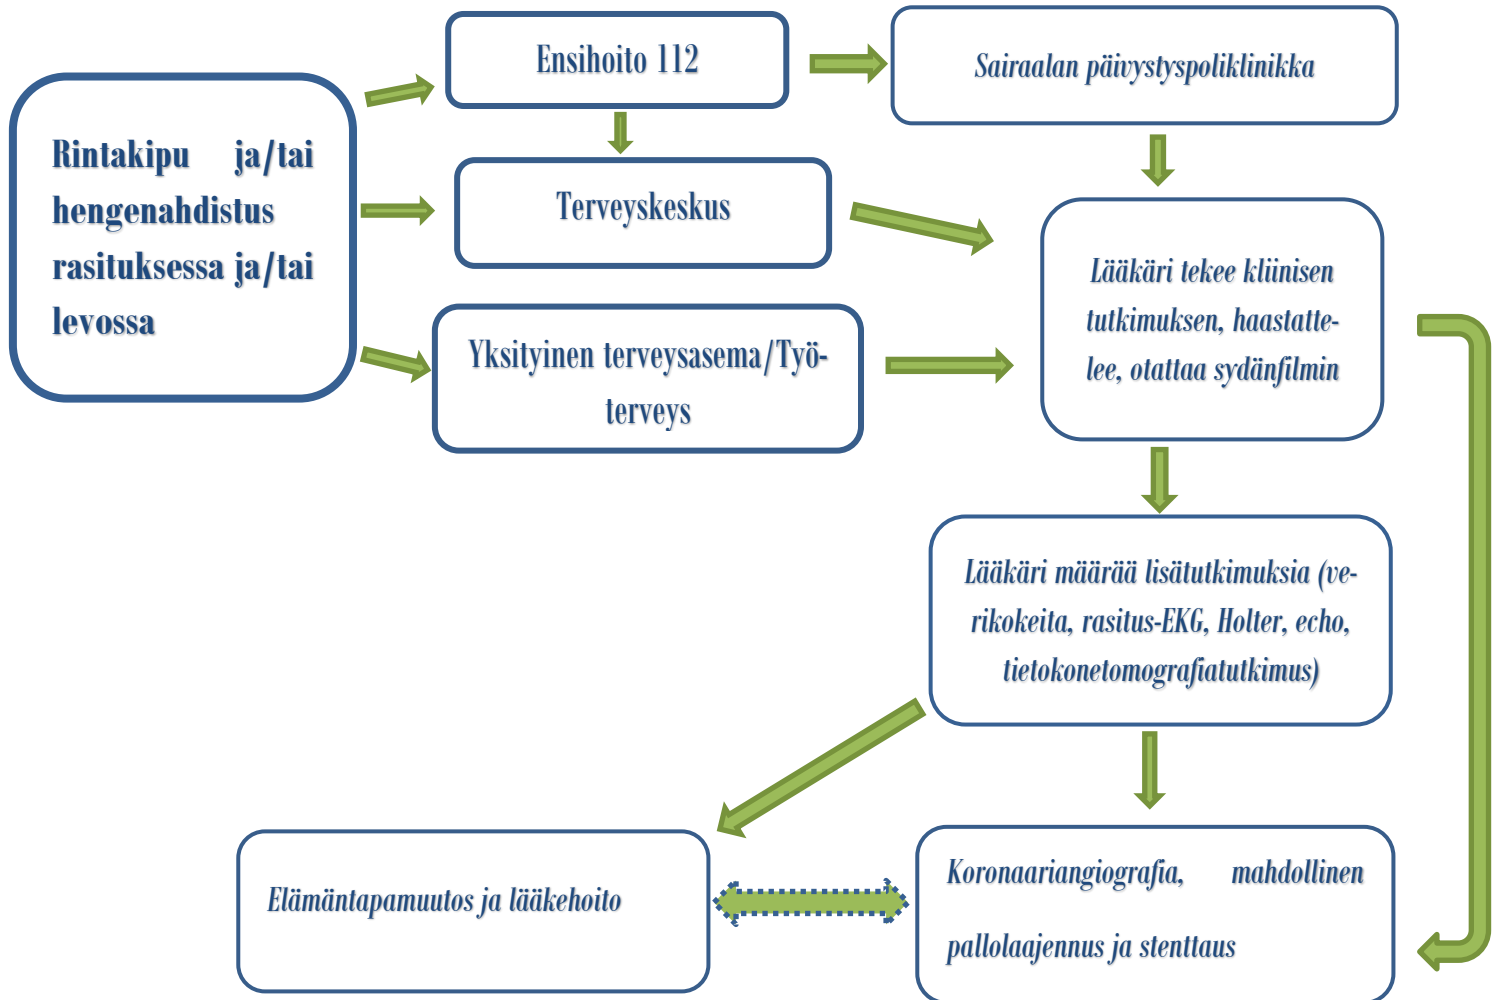 Ensihoito 112
Sairaalan päivystyspoliklinikka
Rintakipu ja/tai
hengenahdistus
rasituksessa ja/tai
levossa
Terveyskeskus
Yksityinen terveysasema/Työ-
terveys
Lääkäri tekee kliinisen
tutkimuksen, haastatte-
lee, otattaa sydänfilmin
Lääkäri määrää lisätutkimuksia (ve-
rikokeita, rasitus-EKG, Holter, echo,
tietokonetomografiatutkimus)
Elämäntapamuutos ja lääkehoito
Koronaariangiografia, mahdollinen
pallolaajennus ja stenttaus